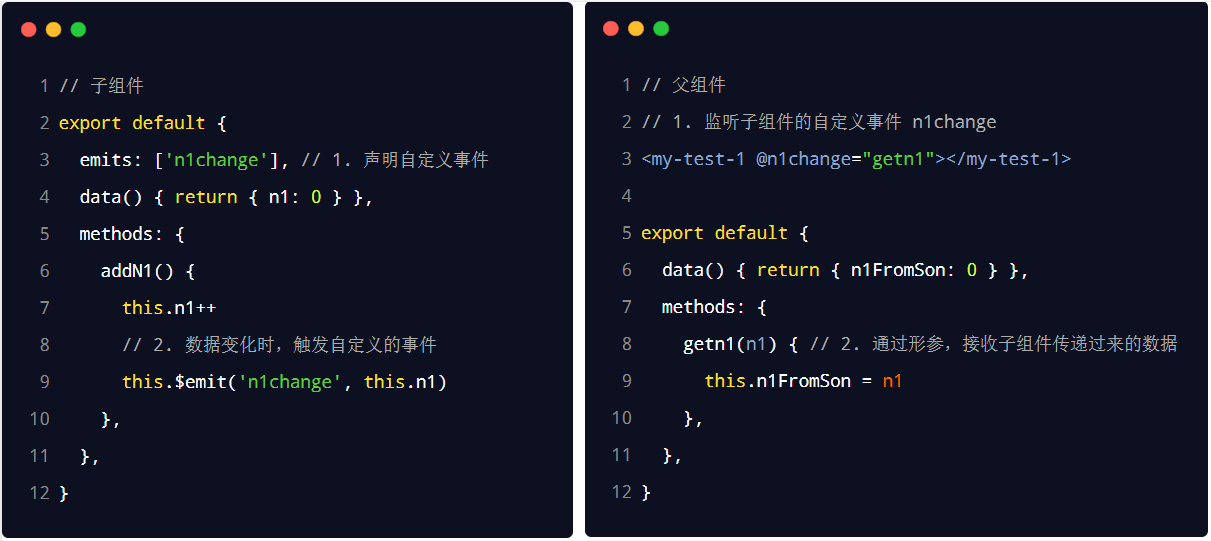 1 // 子组件
2 export default {
3   emits: ['n1change'], // 1. 声明自定义事件
4   data() { return { n1: 0 } },
5   methods: {
6     addN1() {
7       this.n1++
8       // 2. 数据变化时，触发自定义的事件
9       this.$emit('n1change', this.n1)
10     },
11   },
12 }
1 // 父组件
2 // 1. 监听子组件的自定义事件 n1change
3 <my-test-1 @n1change="getn1"></my-test-1>
4
5 export default {
6   data() { return { n1FromSon: 0 } },
7   methods: {
8     getn1(n1) { // 2. 通过形参，接收子组件传递过来的数据
9       this.n1FromSon = n1
10     },
11   },
12 }